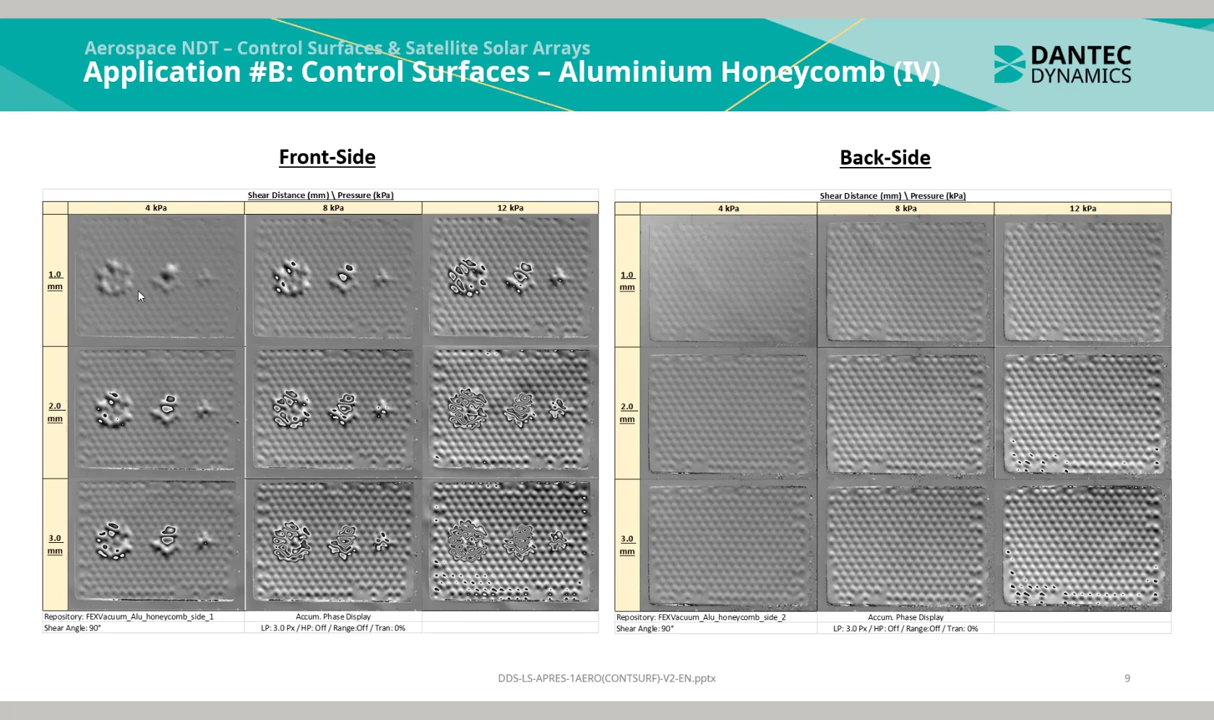 Aerospace NDT – Control Surfaces & Satellite Solar Arrays
Application #B: Control Surfaces – Aluminium Honeycomb (IV)
DANTEC
DYNAMICS
Front-Side
Shear Distance (mm) \ Pressure (kPa)
4 kPa 8 kPa 12 kPa
1.0
mm
2.0
mm
3.0
mm
Repository: FEXVacuum_Alu_honeycomb_side_1 Accum. Phase Display
Shear Angle: 90° LP: 3.0 Px / HP: Off / Range:Off / Tran: 0%
Back-Side
Shear Distance (mm) \ Pressure (kPa)
4 kPa 8 kPa 12 kPa
1.0
mm
2.0
mm
3.0
mm
Repository: FEXVacuum_Alu_honeycomb_side_2 Accum. Phase Display
Shear Angle: 90° LP: 3.0 Px / HP: Off / Range:Off / Tran: 0%
DDS-LS-APRES-1AERO(CONTSURF)-V2-EN.pptx
9